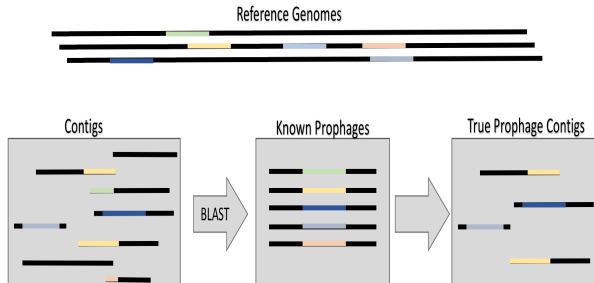 Reference Genomes
Contigs
Known Prophages
True Prophage Contigs
BLAST